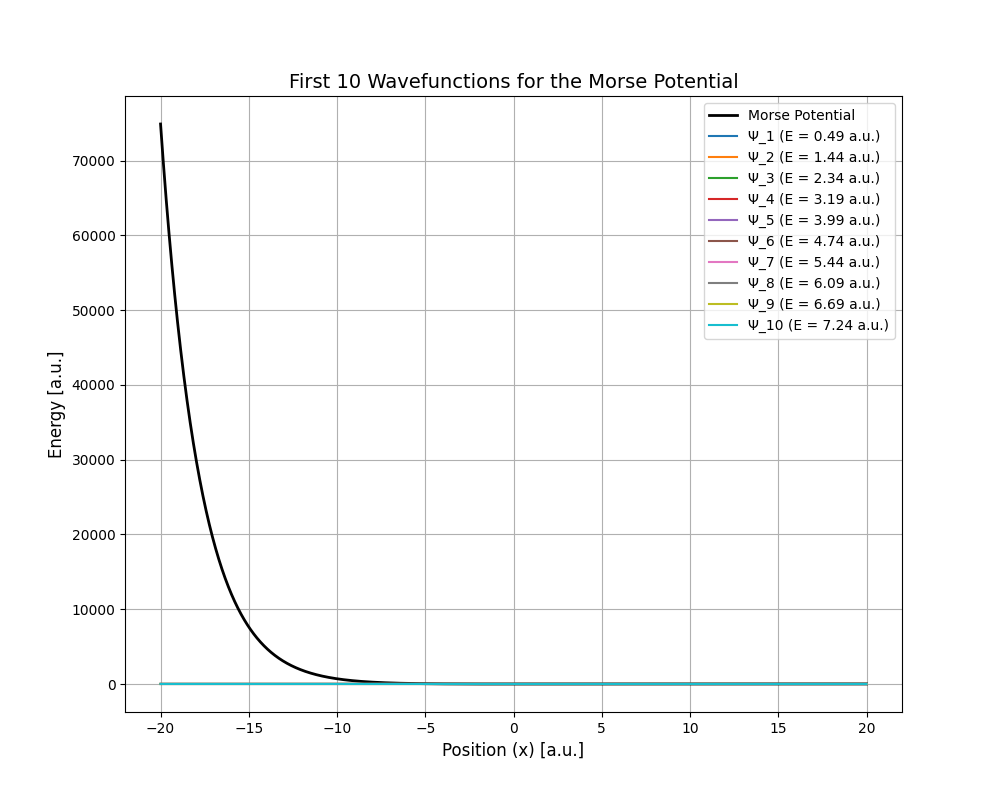 First 10 Wavefunctions for the Morse Potential
Morse Potential
Ψ_1 (E = 0.49 a.u.)
Ψ_2 (E = 1.44 a.u.)
Ψ_3 (E = 2.34 a.u.)
Ψ_4 (E = 3.19 a.u.)
Ψ_5 (E = 3.99 a.u.)
Ψ_6 (E = 4.74 a.u.)
Ψ_7 (E = 5.44 a.u.)
Ψ_8 (E = 6.09 a.u.)
Ψ_9 (E = 6.69 a.u.)
Ψ_10 (E = 7.24 a.u.)
Energy [a.u.]
70000
60000
50000
40000
30000
20000
10000
0
−20 −15 −10 −5 0 5 10 15 20
Position (x) [a.u.]